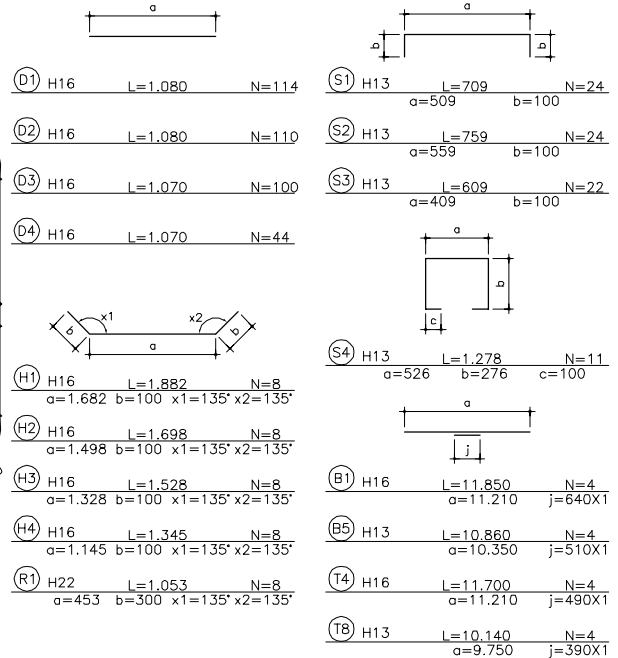 a
D1 H16 L=1.080 N=114
D2 H16 L=1.080 N=110
D3 H16 L=1.070 N=100
D4 H16 L=1.070 N=44
b x1 x2 b
a
H1 H16 L=1.882 N=8
a=1.682 b=100 x1=135° x2=135°
H2 H16 L=1.698 N=8
a=1.498 b=100 x1=135° x2=135°
H3 H16 L=1.528 N=8
a=1.328 b=100 x1=135° x2=135°
H4 H16 L=1.345 N=8
a=1.145 b=100 x1=135° x2=135°
R1 H22 L=1.053 N=8
a=453 b=300 x1=135° x2=135°
a
b b
S1 H13 L=709 N=24
a=509 b=100
S2 H13 L=759 N=24
a=559 b=100
S3 H13 L=609 N=22
a=409 b=100
a
b
c
S4 H13 L=1.278 N=11
a=526 b=276 c=100
a
j
B1 H16 L=11.850 N=4
a=11.210 j=640X1
B5 H13 L=10.860 N=4
a=10.350 j=510X1
T4 H16 L=11.700 N=4
a=11.210 j=490X1
T8 H13 L=10.140 N=4
a=9.750 j=390X1